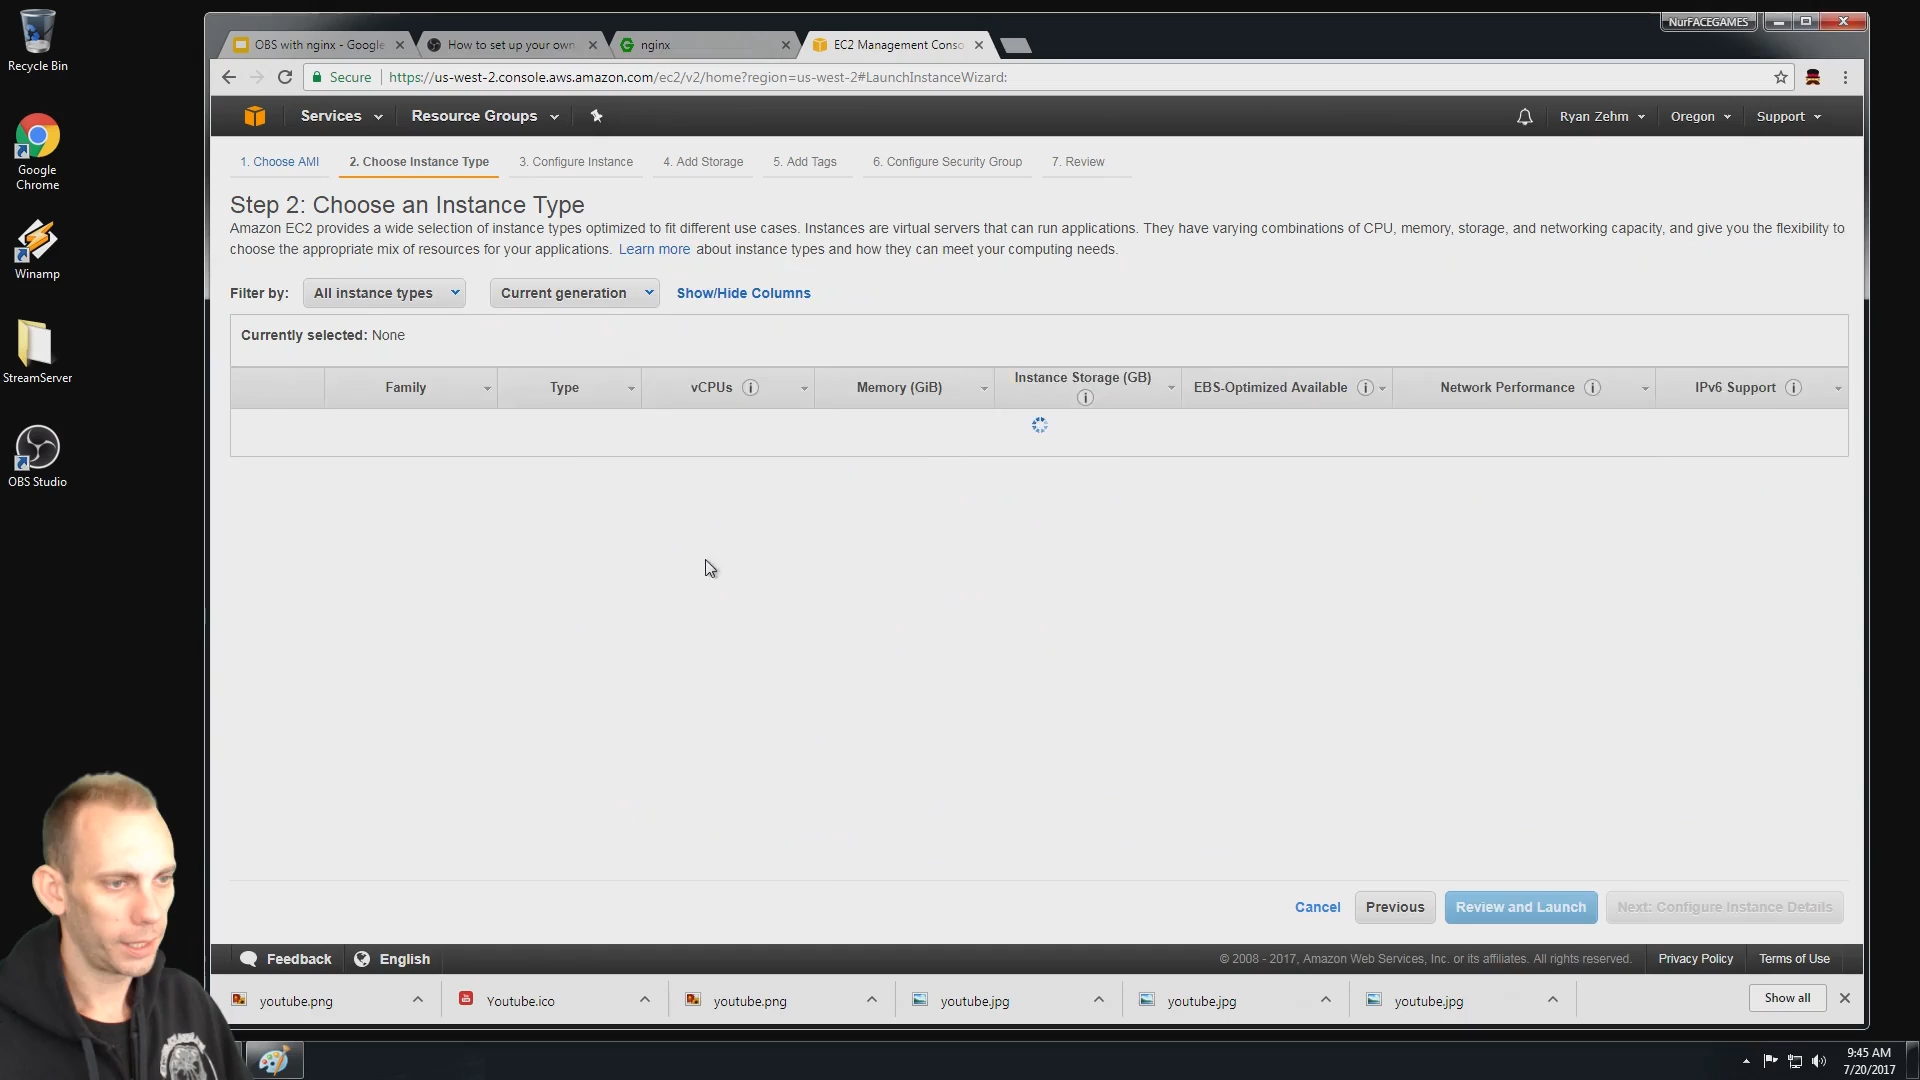 Recycle Bin
Google
Chrome
Winamp
StreamServer
OBS Studio
NurFACEGAMES
OBS with nginx - Google
How to set up your own
nginx
EC2 Management Conso
Secure
https://us-west-2.console.aws.amazon.com/ec2/v2/home?region=us-west-2#LaunchInstanceWizard:
Services
Resource Groups
Ryan Zehm
Oregon
Support
1. Choose AMI
2. Choose Instance Type
3. Configure Instance
4. Add Storage
5. Add Tags
6. Configure Security Group
7. Review
Step 2: Choose an Instance Type
Amazon EC2 provides a wide selection of instance types optimized to fit different use cases. Instances are virtual servers that can run applications. They have varying combinations of CPU, memory, storage, and networking capacity, and give you the flexibility to
choose the appropriate mix of resources for your applications. Learn more about instance types and how they can meet your computing needs.
Filter by:
All instance types
Current generation
Show/Hide Columns
Currently selected: None
Family
Type
vCPUs
Memory (GiB)
Instance Storage (GB)
EBS-Optimized Available
Network Performance
IPv6 Support
Cancel
Previous
Review and Launch
Next: Configure Instance Details
Feedback
English
© 2008 - 2017, Amazon Web Services, Inc. or its affiliates. All rights reserved.
Privacy Policy
Terms of Use
youtube.png
Youtube.ico
youtube.png
youtube.jpg
youtube.jpg
youtube.jpg
Show all
9:45 AM
7/20/2017